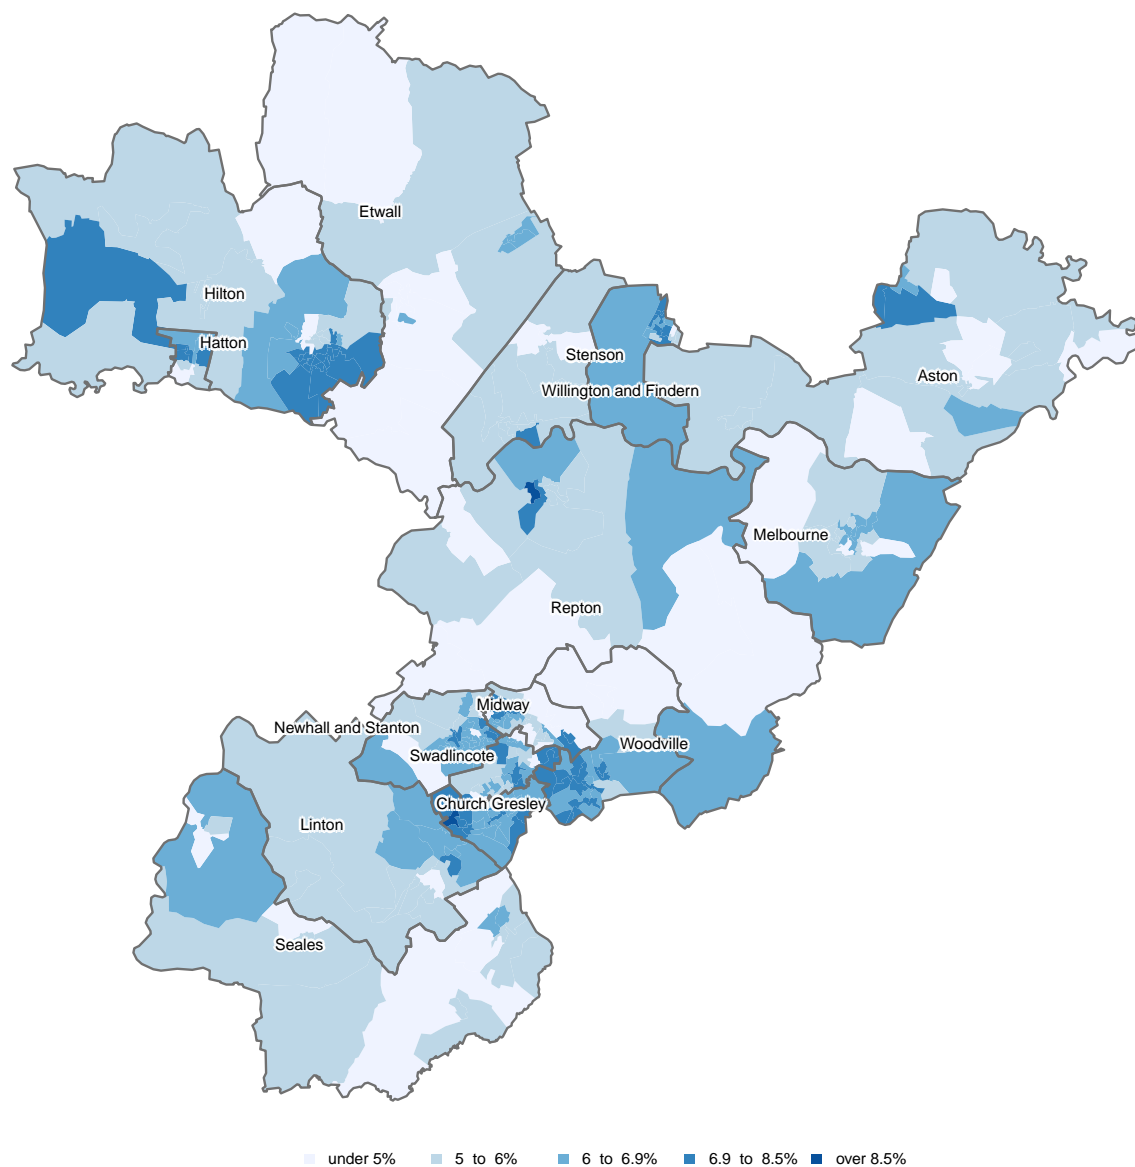 Etwall
Hilton
Hatton
Stenson
Aston
Willington and Findern
Melbourne
Repton
Midway
Newhall and Stanton
Woodville
Swadlincote
Church Gresley
Linton
Seales
under 5% 5 to 6% 6 to 6.9% 6.9 to 8.5% over 8.5%